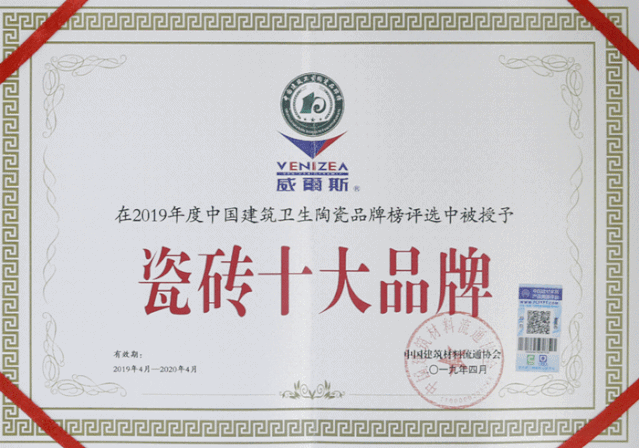 VENIZEA
威爾斯®
在2019年度中国建筑卫生陶瓷品牌榜评选中被授予
瓷砖十大品牌
有效期：
2019年4月—2020年4月
中国建筑材料流通协会
〇一九年四月